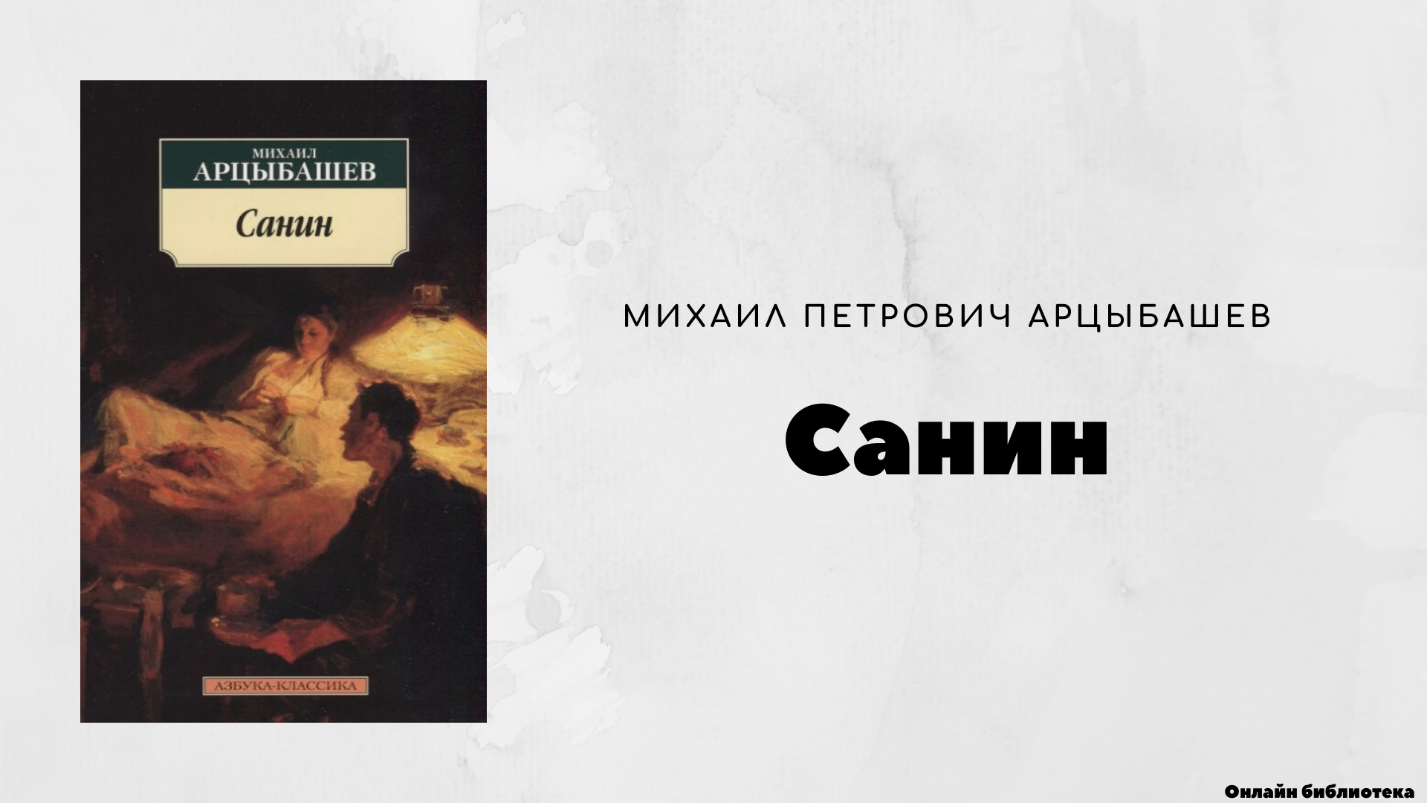 МИХАИЛ
АРЦЫБАШЕВ
Санин
АЗБУКА-КЛАССИКА
МИХАИЛ ПЕТРОВИЧ АРЦЫБАШЕВ
Санин
Онлайн библиотека